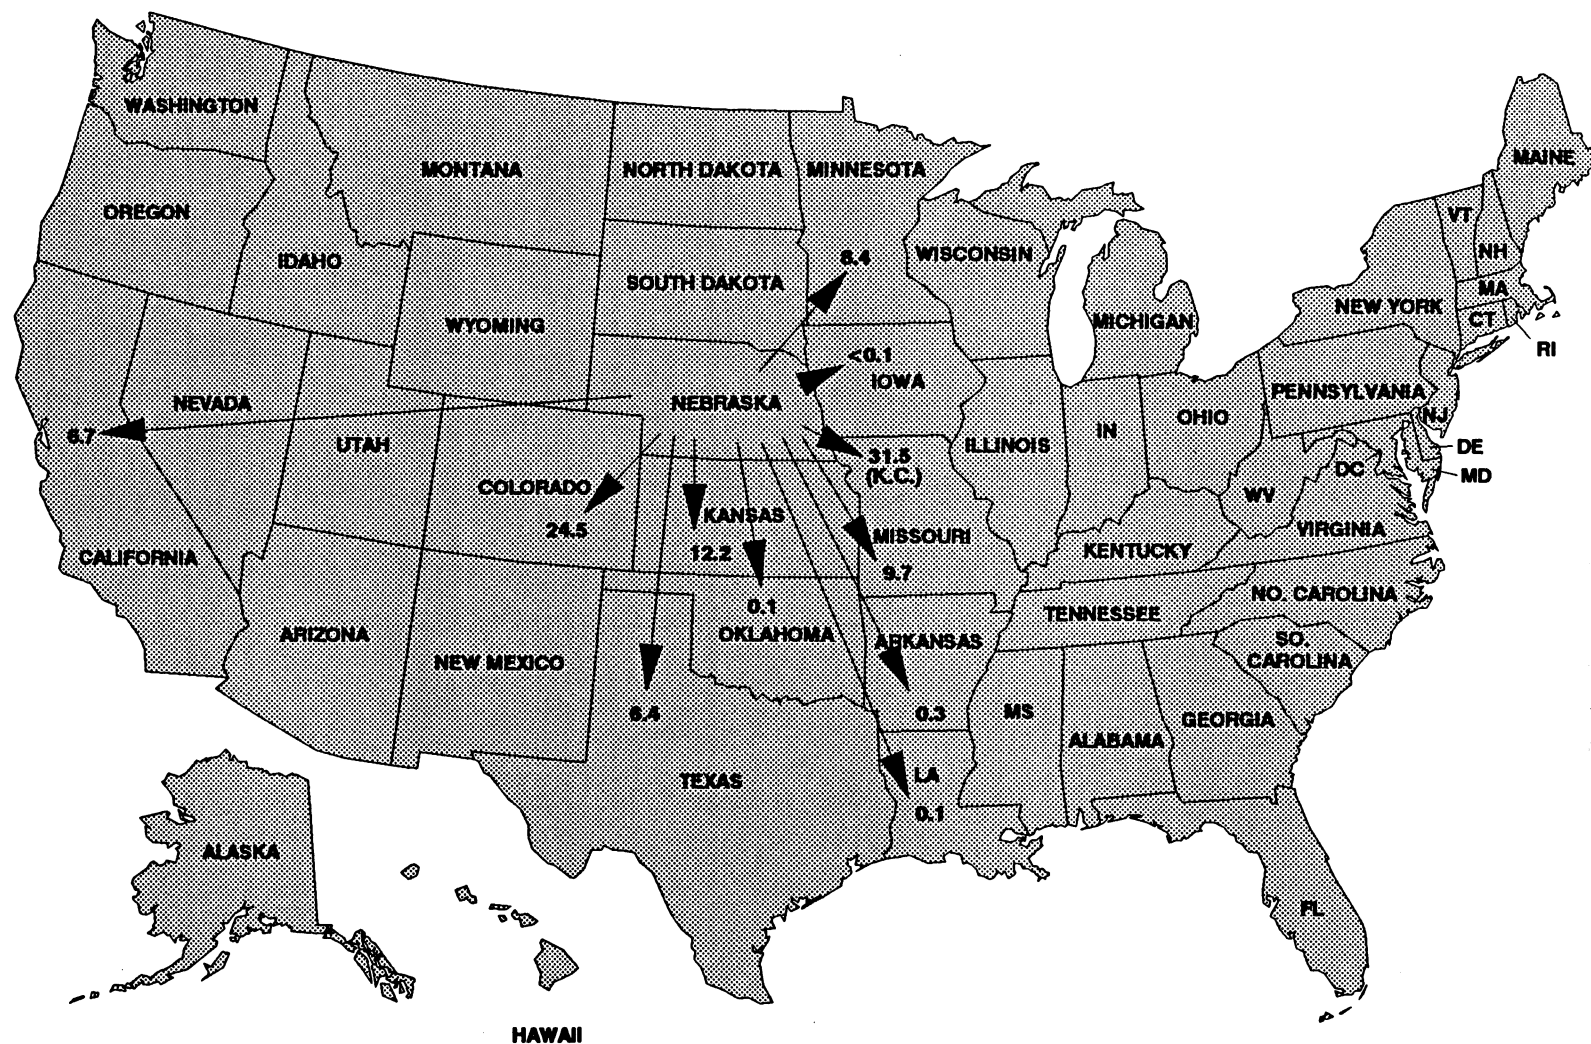 WASHINGTON
MONTANA
NORTH DAKOTA
MINNESOTA
MAINE
OREGON
VT
IDAHO
WISCONSIN
NH
8.4
SOUTH DAKOTA
MA
NEW YORK
CT
MICHIGAN
WYOMING
RI
<0.1
IOWA
PENNSYLVANIA
NEVADA
NEBRASKA
OHIO
NJ
6.7
UTAH
ILLINOIS
IN
DE
31.5
(K.C.)
DC
MD
COLORADO
WV
KANSAS
24.5
VIRGINIA
MISSOURI
12.2
KENTUCKY
CALIFORNIA
9.7
NO. CAROLINA
0.1
TENNESSEE
OKLAHOMA
ARIZONA
ARKANSAS
SO.
CAROLINA
NEW MEXICO
6.4
0.3
MS
GEORGIA
ALABAMA
TEXAS
LA
0.1
ALASKA
FL
HAWAII